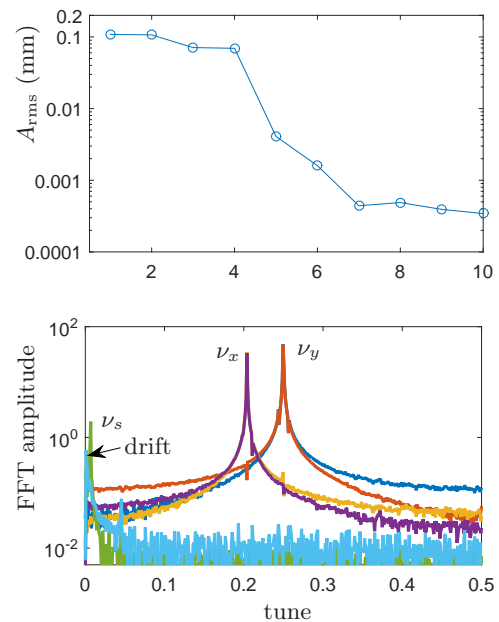 0.2
0.1
0.01
0.001
0.0001
A_rms (mm)
2 4 6 8 10
10^2
10^0
10^-2
FFT amplitude
ν_x
ν_y
ν_s
drift
0 0.1 0.2 0.3 0.4 0.5
tune